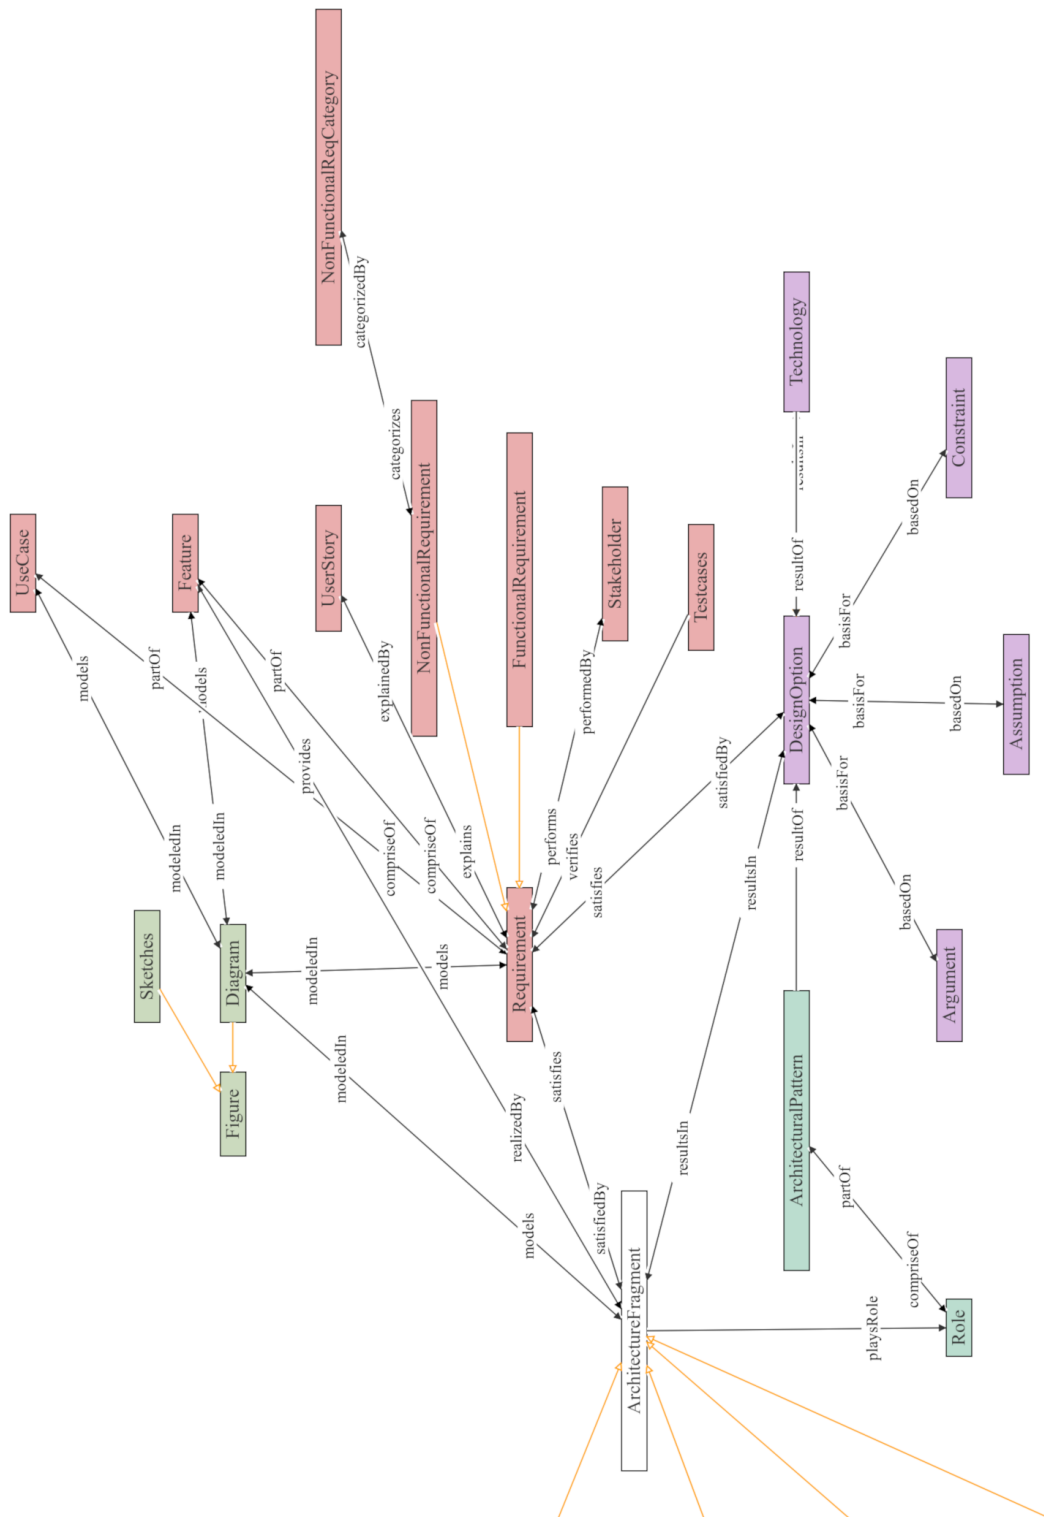 NonFunctionalReqCategory
categorizedBy
categorizes
NonFunctionalRequirement
UseCase
Feature
UserStory
FunctionalRequirement
Stakeholder
Testcases
Technology
Constraint
models
partOf
models
partOf
explainedBy
provides
performedBy
satisfiedBy
resultOf
basisFor
basedOn
DesignOption
basisFor
basedOn
Assumption
basisFor
basedOn
Argument
modeledIn
modeledIn
compriseOf
compriseOf
explains
performs
verifies
satisfies
resultsIn
resultOf
Sketches
Diagram
Figure
modeledIn
models
Requirement
modeledIn
models
satisfies
satisfiedBy
realizedBy
resultsIn
ArchitecturalPattern
partOf
compriseOf
ArchitectureFragment
playsRole
Role